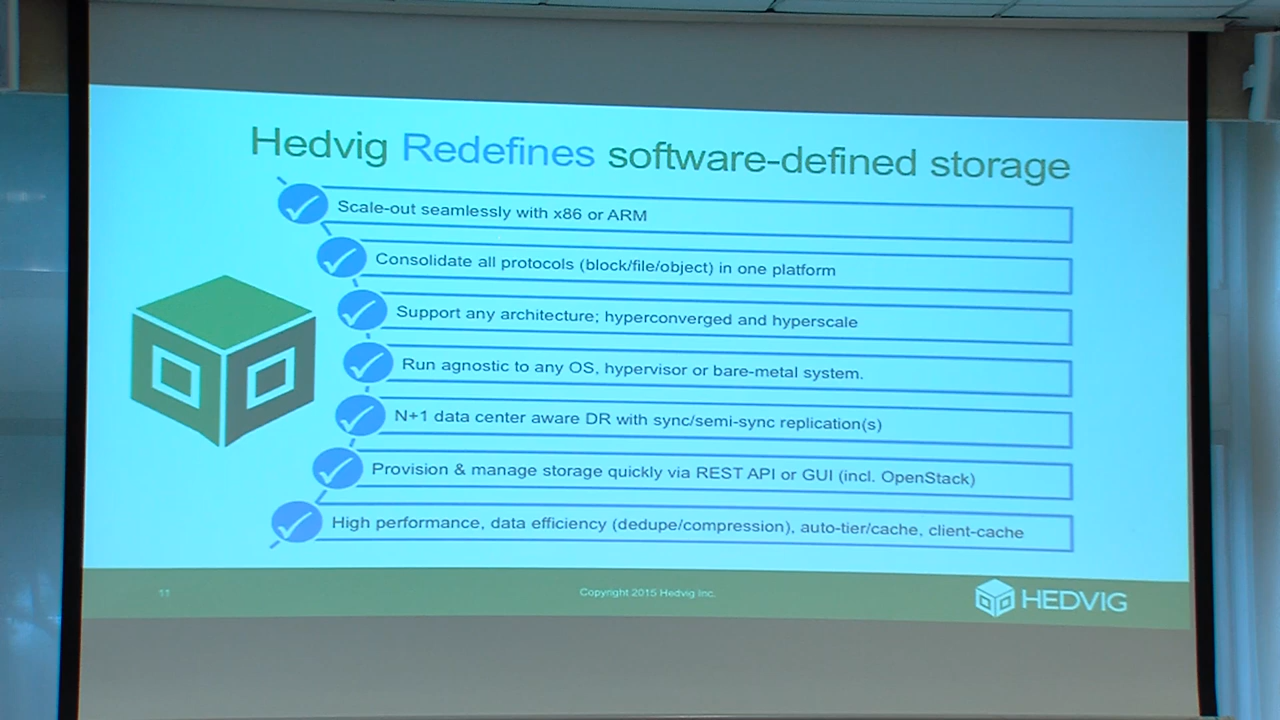 Hedvig Redefines software-defined storage
Scale-out seamlessly with x86 or ARM
Consolidate all protocols (block/file/object) in one platform
Support any architecture; hyperconverged and hyperscale
Run agnostic to any OS, hypervisor or bare-metal system.
N+1 data center aware DR with sync/semi-sync replication(s)
Provision & manage storage quickly via REST API or GUI (incl. OpenStack)
High performance, data efficiency (dedupe/compression), auto-tier/cache, client-cache
11
Copyright 2015 Hedvig Inc.
HEDVIG